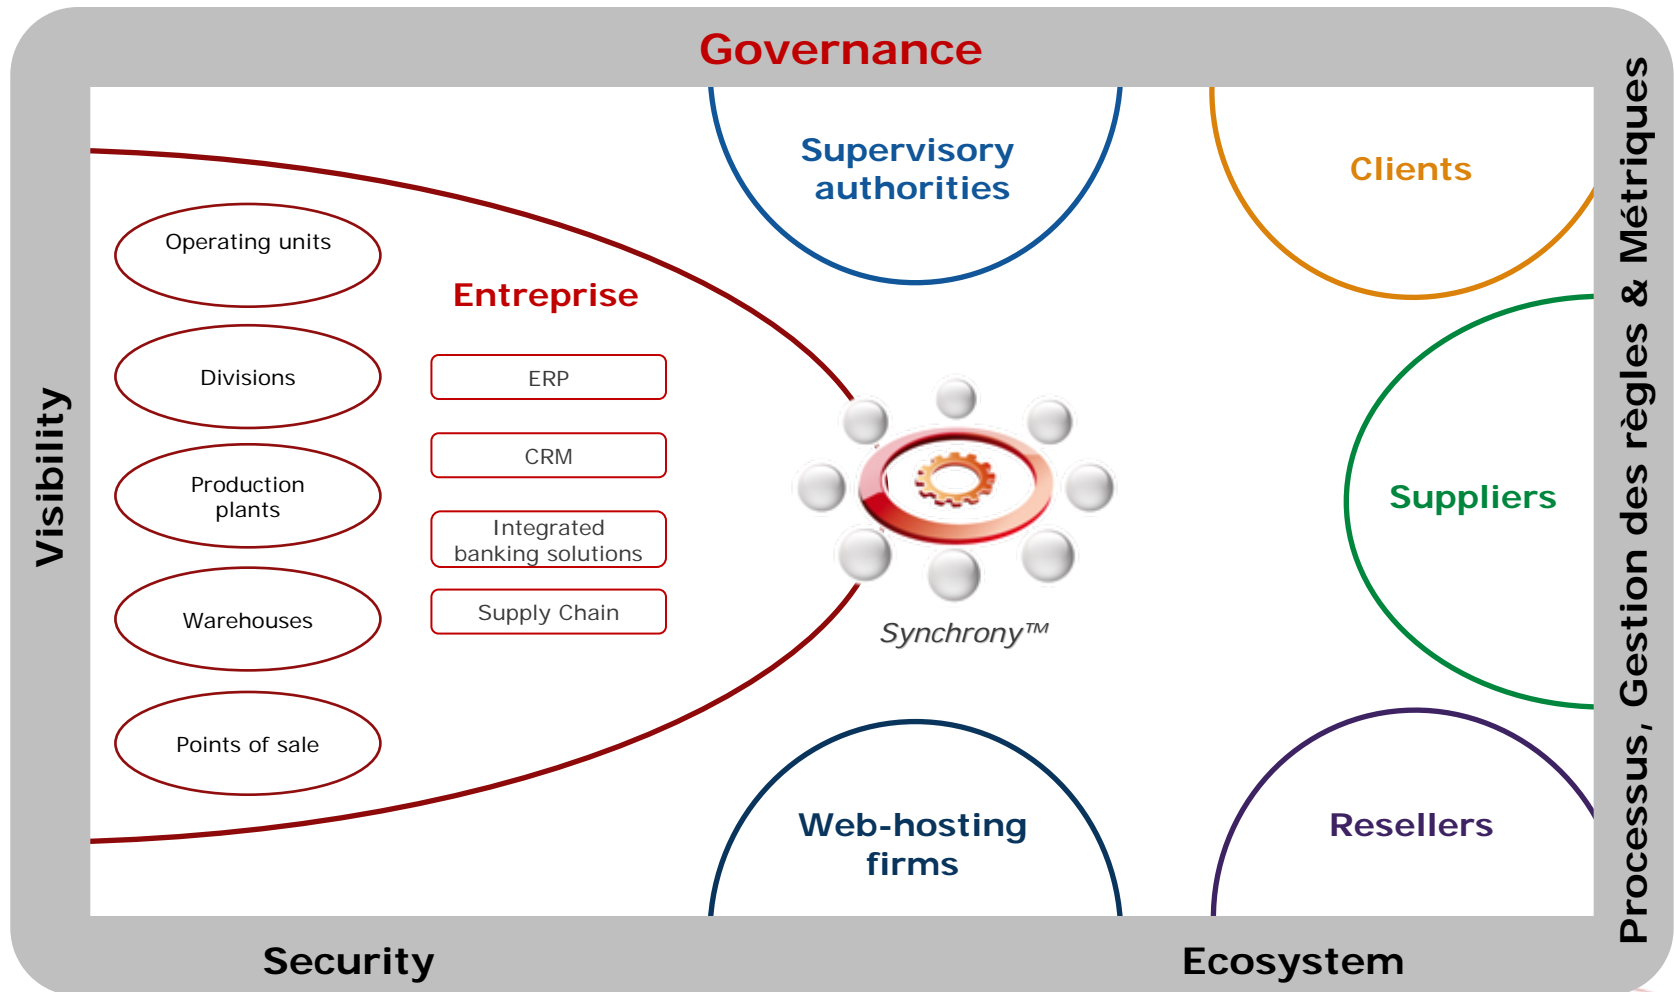 Governance
Supervisory
authorities
Clients
Operating units
Entreprise
Divisions
ERP
CRM
Production
plants
Integrated
banking solutions
Suppliers
Warehouses
Supply Chain
Synchrony™
Points of sale
Web-hosting
firms
Resellers
Visibility
Processus, Gestion des règles & Métriques
Security
Ecosystem